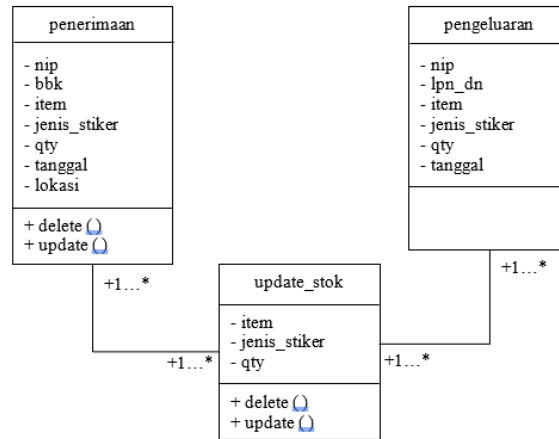 penerimaan
- nip
- bbk
- item
- jenis_stiker
- qty
- tanggal
- lokasi
+ delete ()
+ update ()
pengeluaran
- nip
- lpn_dn
- item
- jenis_stiker
- qty
- tanggal
+1...*
+1...*
update_stok
- item
- jenis_stiker
- qty
+ delete ()
+ update ()
+1...*
+1...*